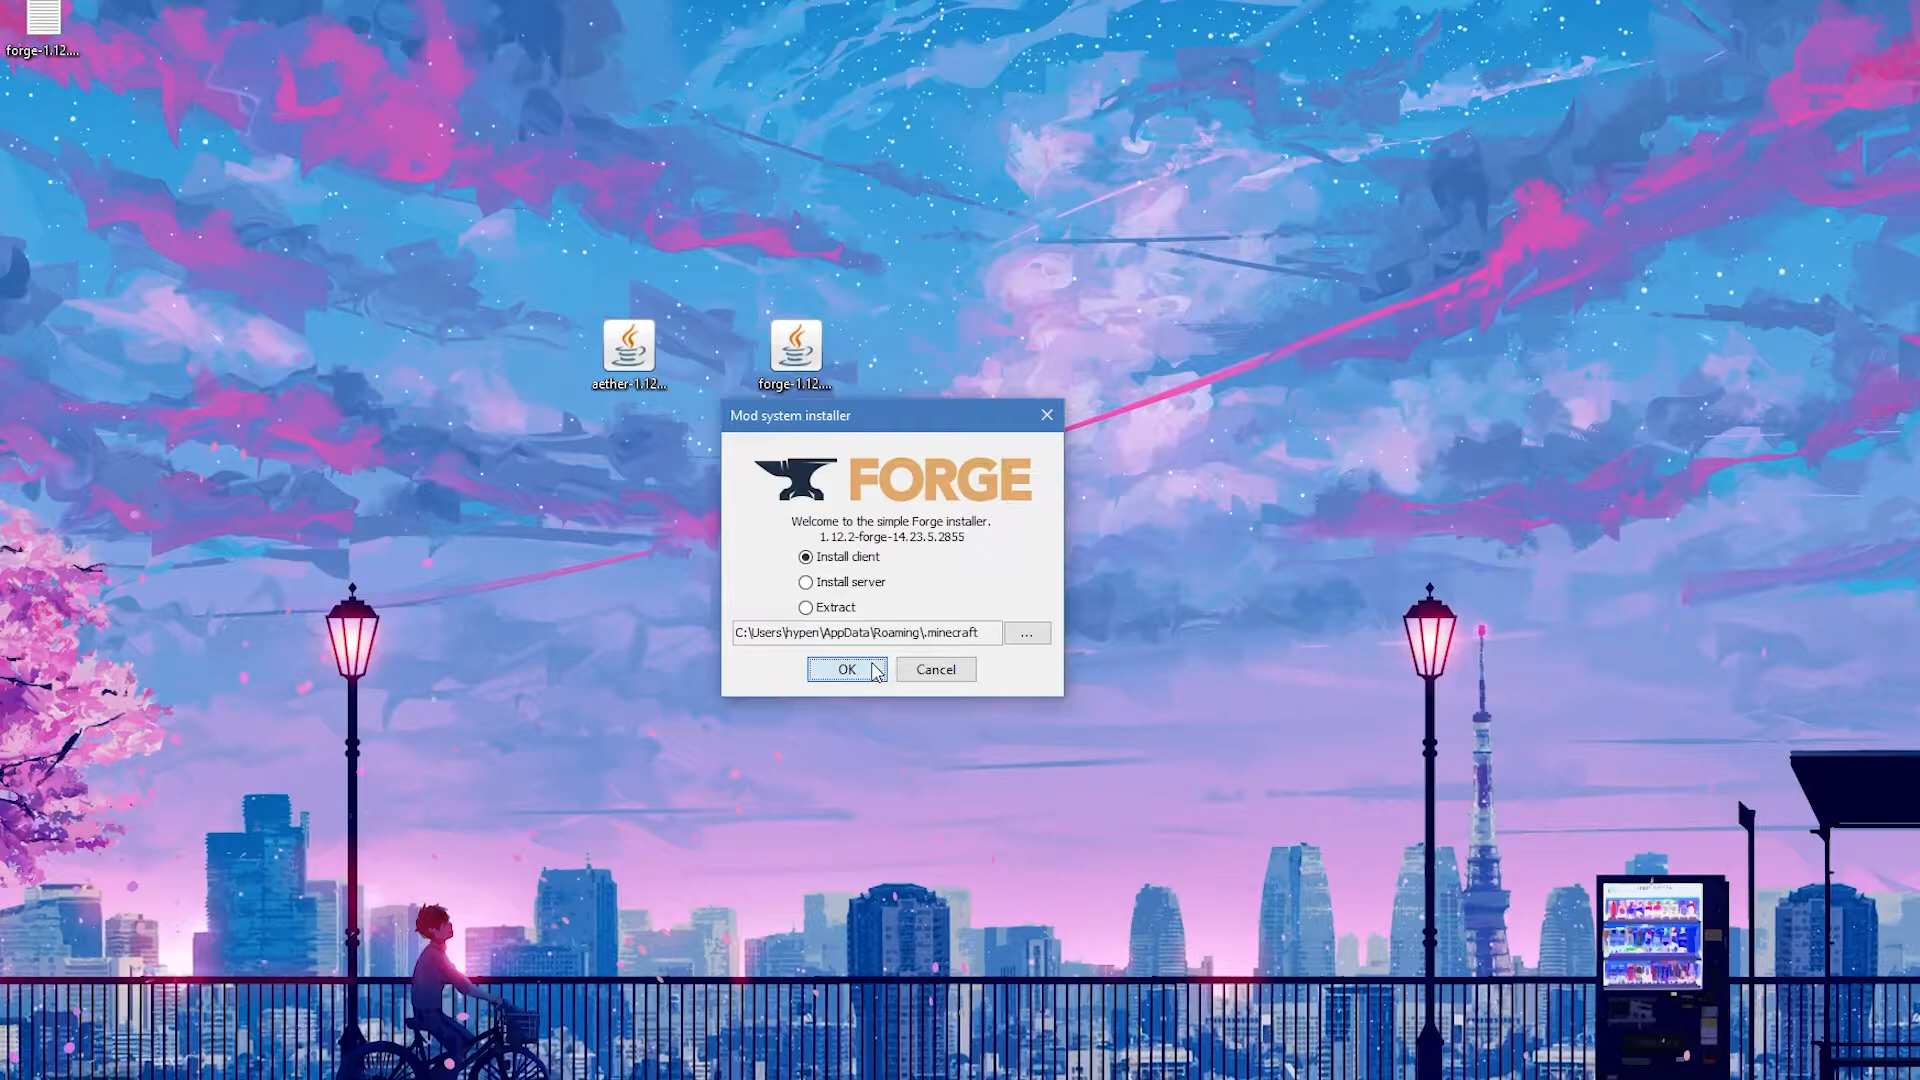 forge-1.12....
aether-1.12...
forge-1.12....
Mod system installer
FORGE
Welcome to the simple Forge installer.
1.12.2-forge-14.23.5.2855
Install client
Install server
Extract
C:\Users\hypen\AppData\Roaming\.minecraft
...
OK
Cancel